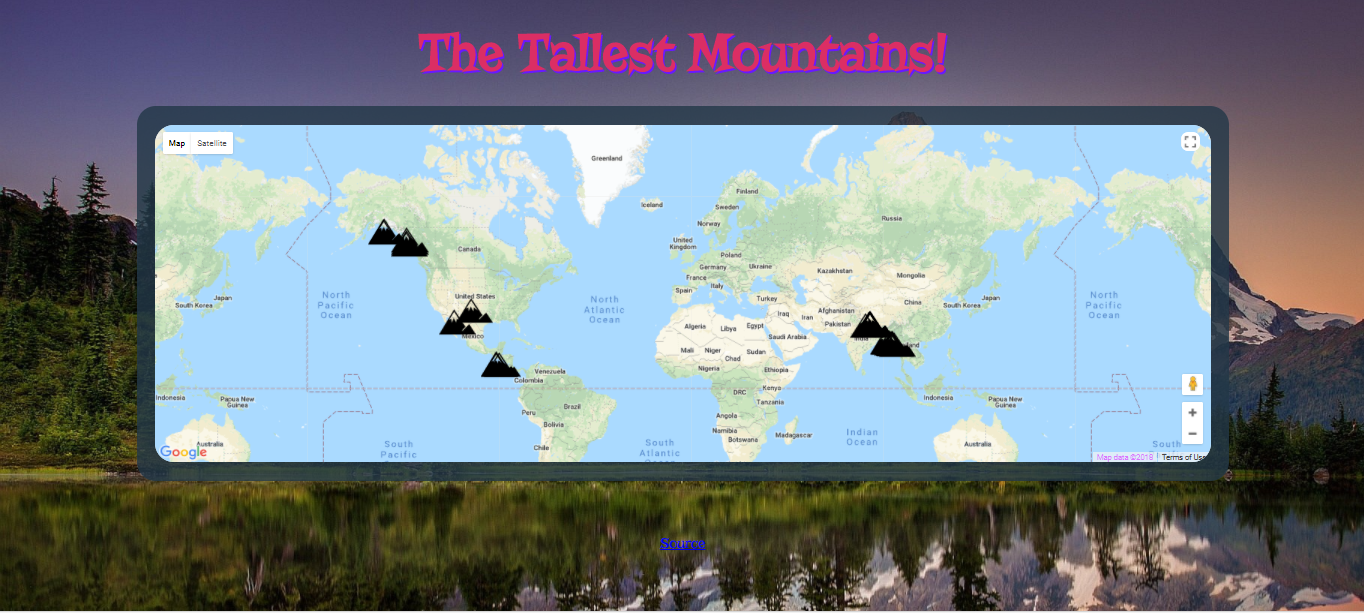 The Tallest Mountains!
Map Satellite
Greenland
Iceland
Finland
Sweden
Norway
Russia
Canada
United
Kingdom
Poland
Germany
Ukraine
France
Italy
Spain
Kazakhstan
Mongolia
Turkey
South Korea
Japan
North
Pacific
Ocean
United States
North
Atlantic
Ocean
Iraq
Iran
Afghanistan
Pakistan
China
South Korea
Japan
North
Pacific
Ocean
Mexico
Algeria
Libya
Egypt
Saudi Arabia
India
Mali
Niger
Chad
Sudan
Nigeria
Ethiopia
Venezuela
Colombia
Kenya
DRC
Tanzania
Indonesia
Papua New
Guinea
Indonesia
Papua New
Guinea
Peru
Brazil
Bolivia
Angola
Namibia
Botswana
Madagascar
Indian
Ocean
Chile
Australia
South
Pacific
South
Atlantic
Australia
South
Google
Map data ©2018
Terms of Use
Source